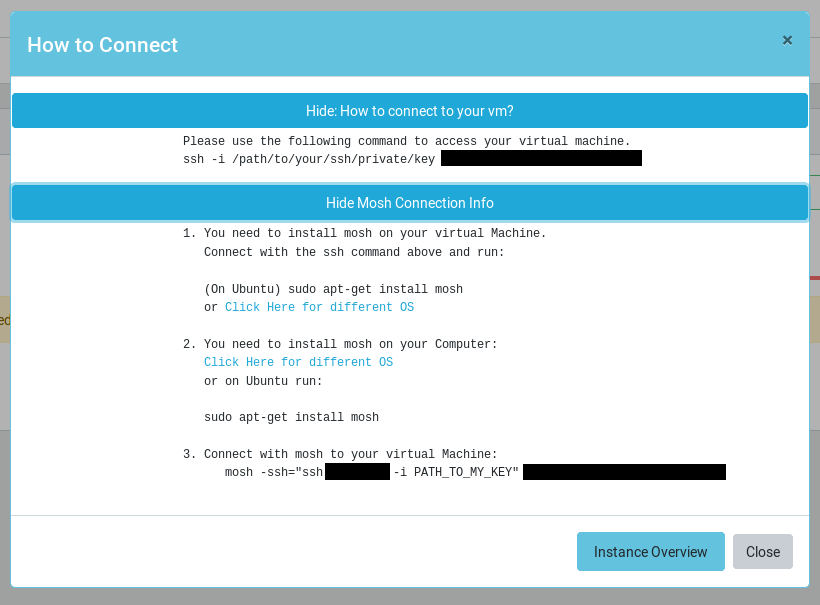 How to Connect
×
Hide: How to connect to your vm?
Please use the following command to access your virtual machine.
ssh -i /path/to/your/ssh/private/key
Hide Mosh Connection Info
1. You need to install mosh on your virtual Machine.
Connect with the ssh command above and run:
(On Ubuntu) sudo apt-get install mosh
or Click Here for different OS
ed
2. You need to install mosh on your Computer:
Click Here for different OS
or on Ubuntu run:
sudo apt-get install mosh
3. Connect with mosh to your virtual Machine:
mosh -ssh="ssh -i PATH_TO_MY_KEY"
Instance Overview
Close